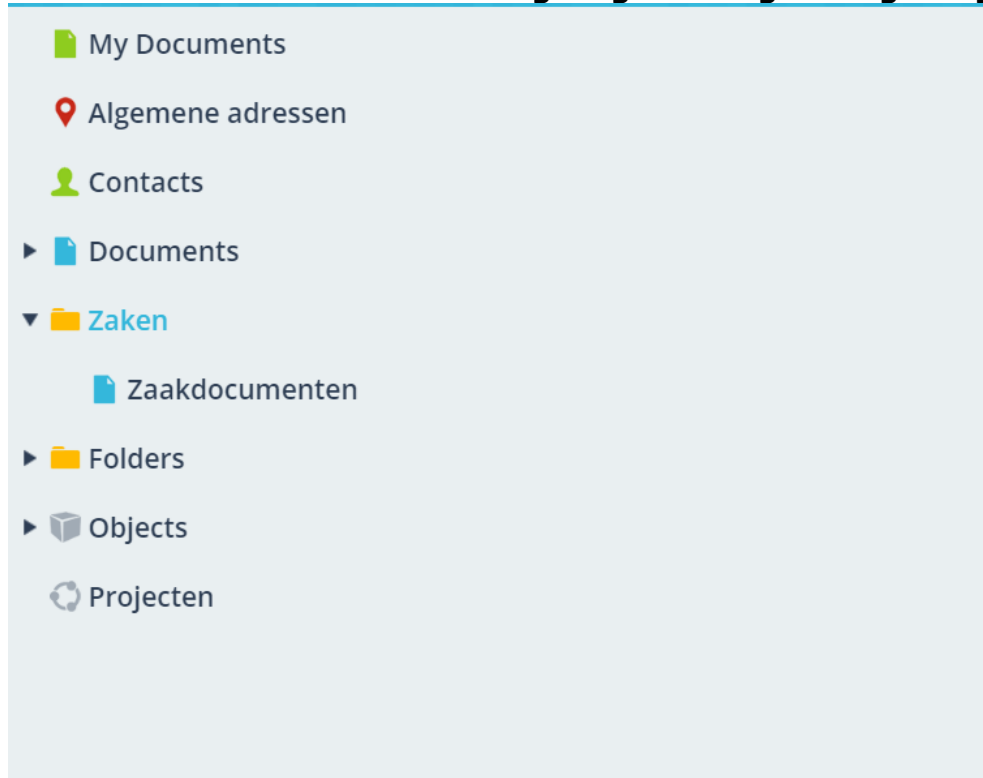 My Documents
Algemene adressen
Contacts
Documents
Zaken
Zaakdocumenten
Folders
Objects
Projecten